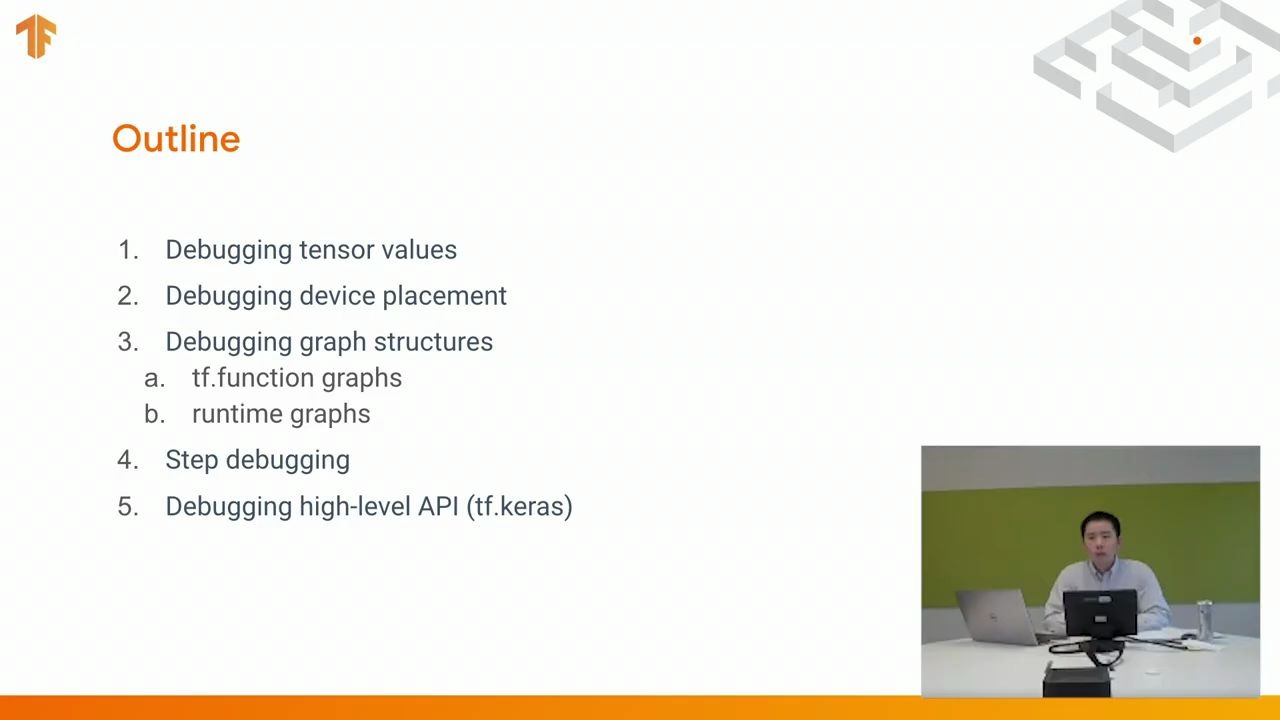 Outline
1. Debugging tensor values
2. Debugging device placement
3. Debugging graph structures
a. tf.function graphs
b. runtime graphs
4. Step debugging
5. Debugging high-level API (tf.keras)